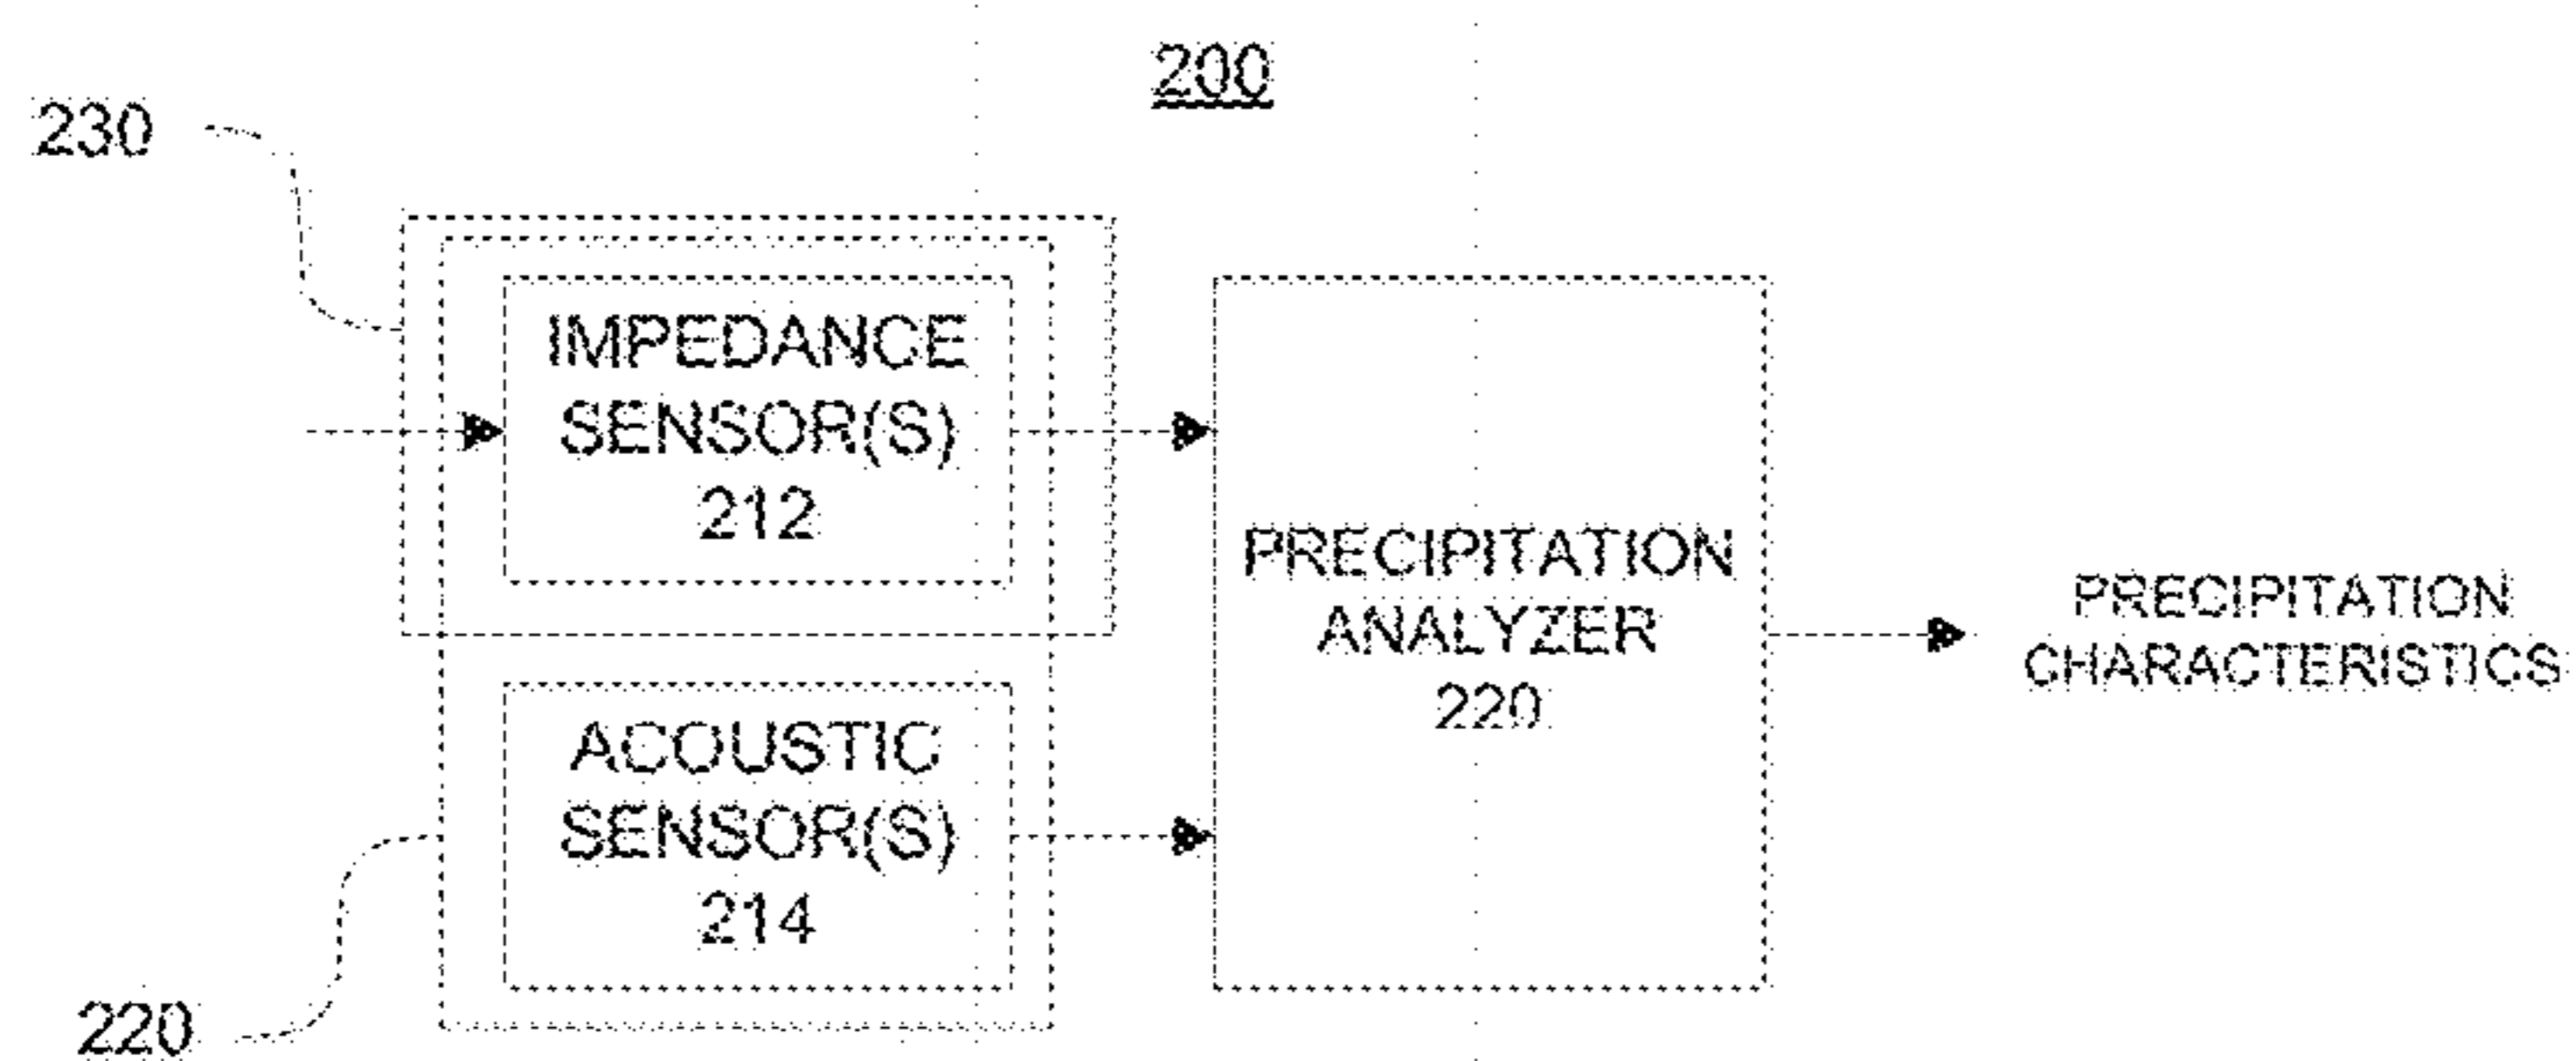 200
230
IMPEDANCE
SENSOR(S)
212
PRECIPITATION
ANALYZER
220
PRECIPITATION
CHARACTERISTICS
ACOUSTIC
SENSOR(S)
214
220